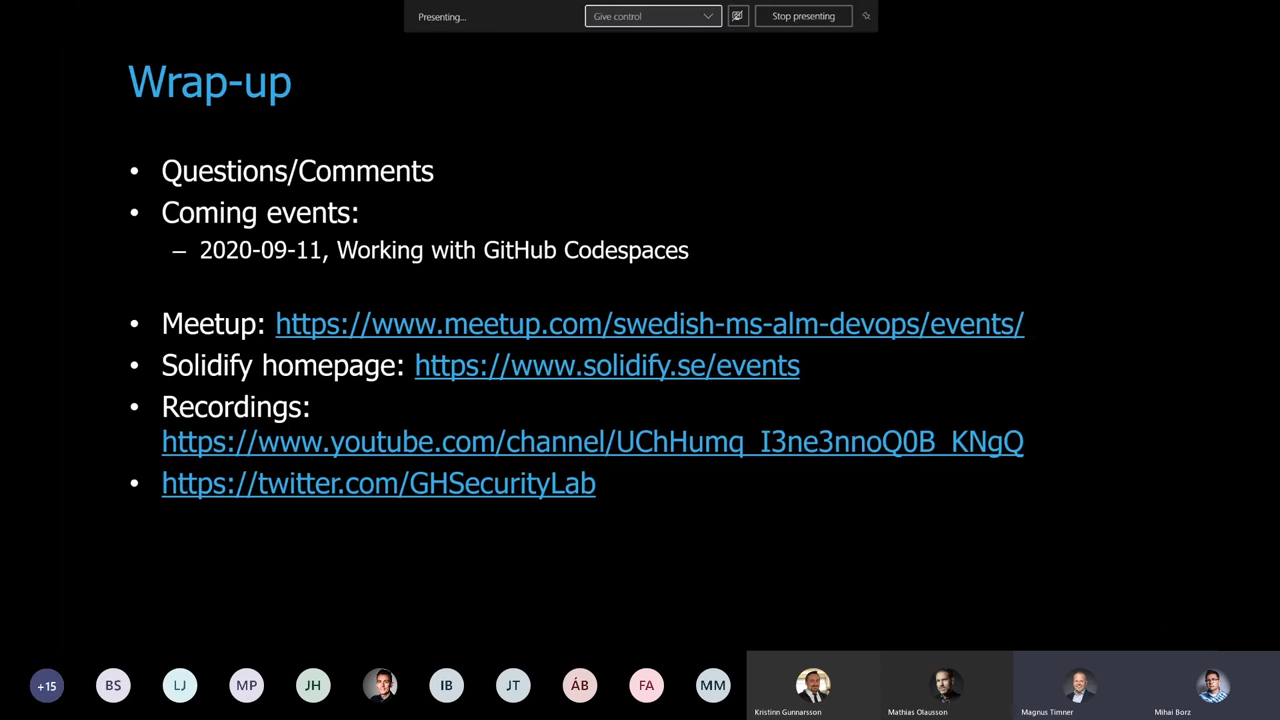 Presenting...
Give control
Stop presenting
Wrap-up
• Questions/Comments
• Coming events:
– 2020-09-11, Working with GitHub Codespaces
• Meetup: https://www.meetup.com/swedish-ms-alm-devops/events/
• Solidify homepage: https://www.solidify.se/events
• Recordings:
https://www.youtube.com/channel/UChHumq_I3ne3nnoQ0B_KNgQ
• https://twitter.com/GHSecurityLab
+15 BS LJ MP JH IB JT ÁB FA MM
Kristinn Gunnarsson Mathias Olausson Magnus Timner Mihai Borz